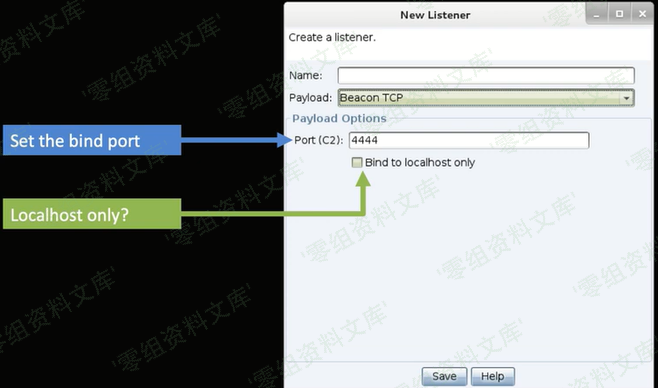 New Listener
Create a listener.
Name:
Payload: Beacon TCP
Payload Options
Set the bind port
Port (C2): 4444
Bind to localhost only
Localhost only?
Save Help
'零组资料文库'